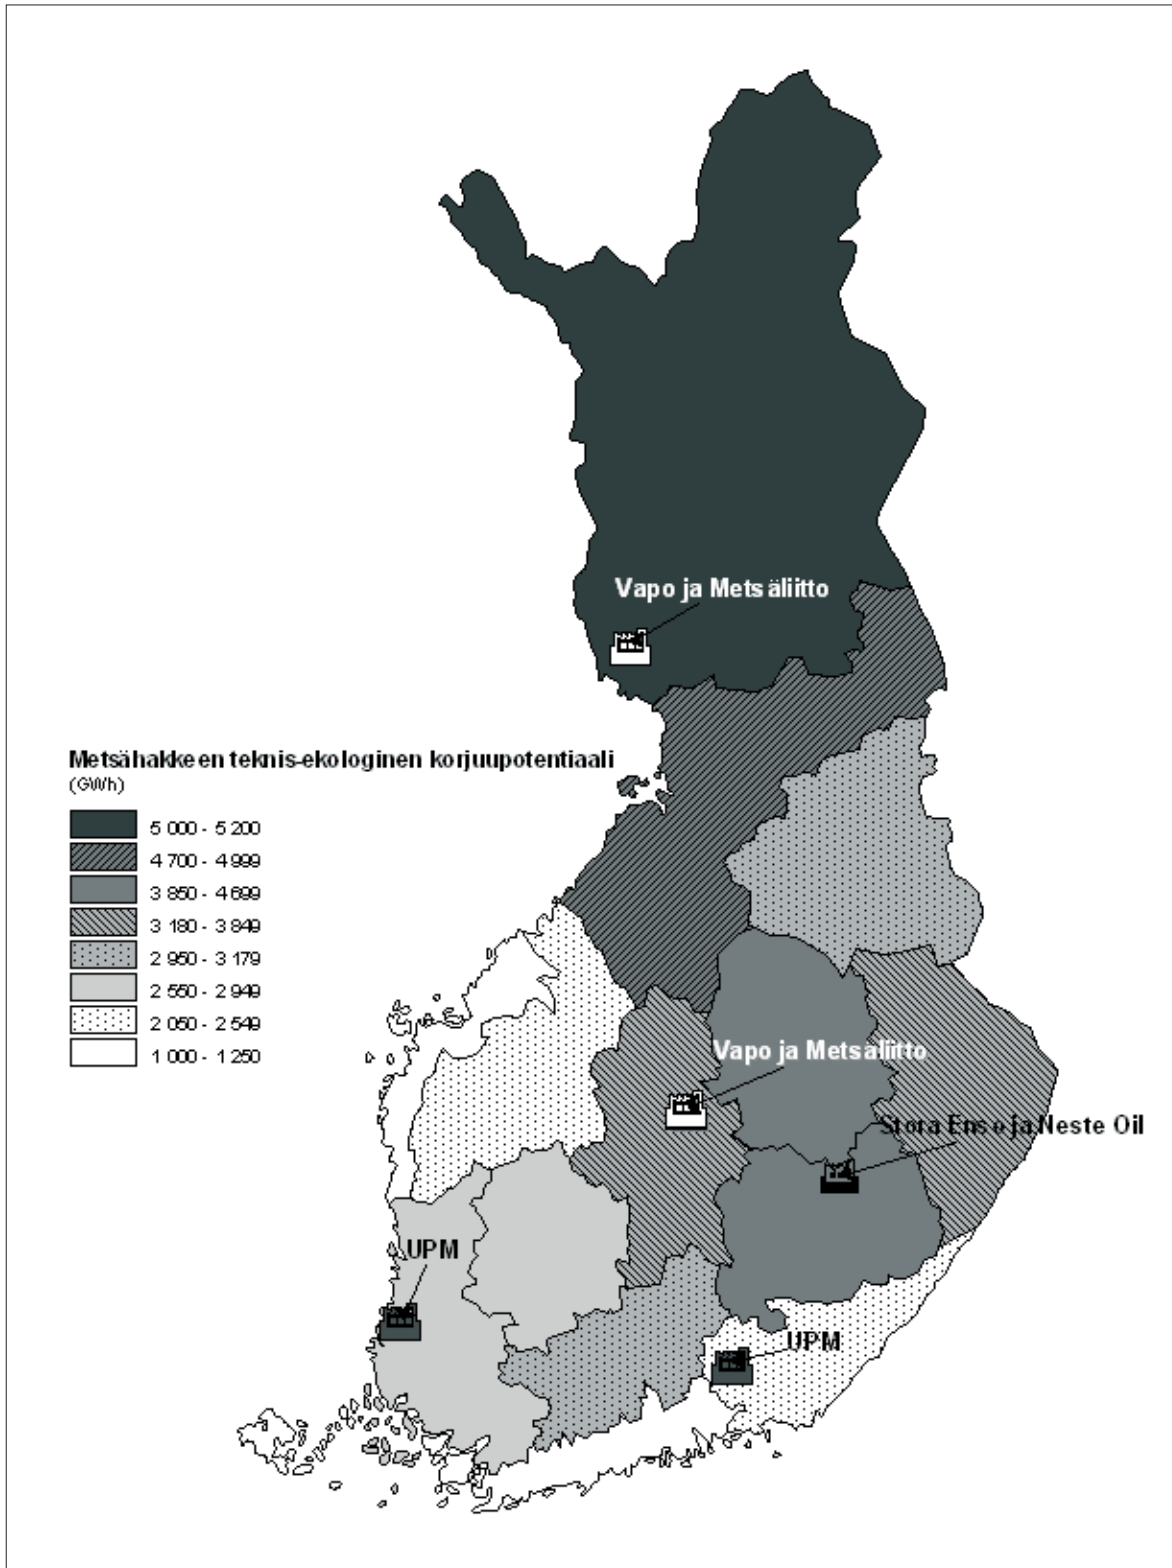 Vapo ja Metsäliitto
Metsähakkeen teknis-ekologinen korjuupotentiaali
(GWh)
5 000 - 5 200
4 700 - 4 999
3 850 - 4 699
3 180 - 3 849
2 950 - 3 179
2 550 - 2 949
2 050 - 2 549
1 000 - 1 250
Vapo ja Metsäliitto
Stora Enso ja Neste Oil
UPM
UPM